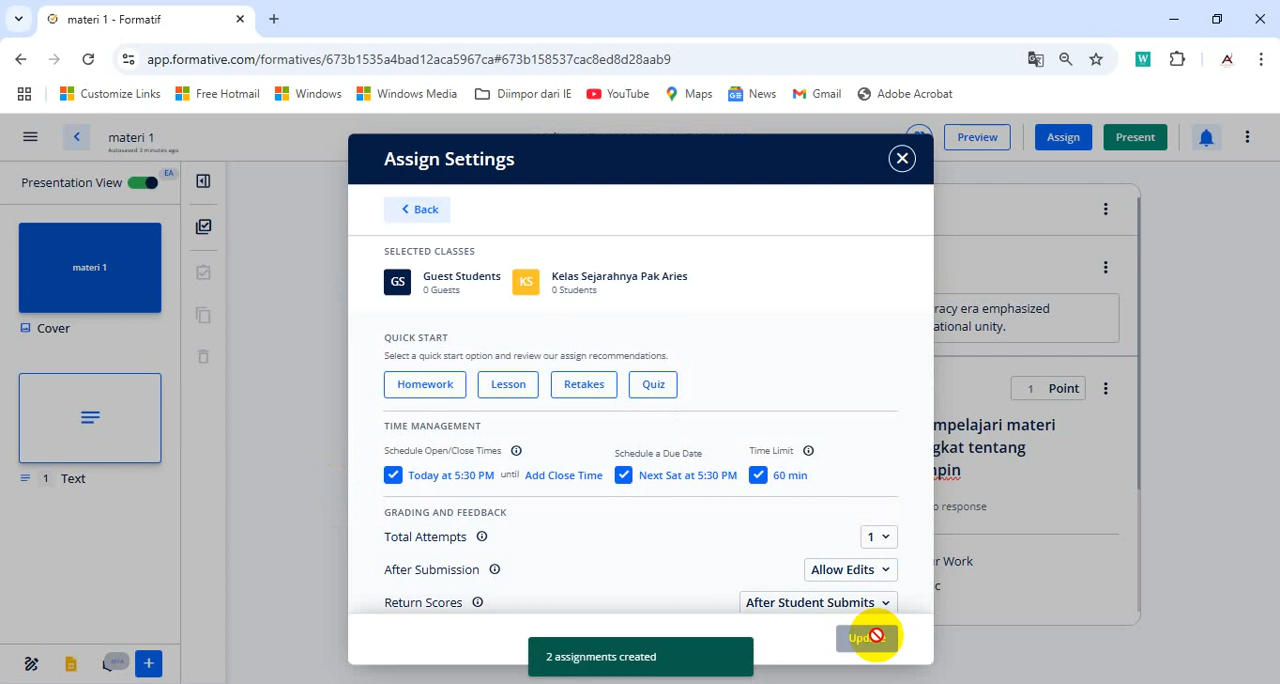 materi 1 - Formatif
app.formative.com/formatives/673b1535a4bad12aca5967ca#673b158537cac8ed8d28aab9
Customize Links
Free Hotmail
Windows
Windows Media
Diimpor dari IE
YouTube
Maps
News
Gmail
Adobe Acrobat
materi 1
Autosaved 3 minutes ago
Preview
Assign
Present
Presentation View
EA
materi 1
Cover
1 Text
Assign Settings
Back
SELECTED CLASSES
GS
Guest Students
0 Guests
KS
Kelas Sejarahnya Pak Aries
0 Students
QUICK START
Select a quick start option and review our assign recommendations.
Homework
Lesson
Retakes
Quiz
TIME MANAGEMENT
Schedule Open/Close Times
Schedule a Due Date
Time Limit
Today at 5:30 PM until Add Close Time
Next Sat at 5:30 PM
60 min
GRADING AND FEEDBACK
Total Attempts
1
After Submission
Allow Edits
Return Scores
After Student Submits
2 assignments created
racy era emphasized
ational unity.
1 Point
mpelajari materi
gkat tentang
npin
o response
r Work
c